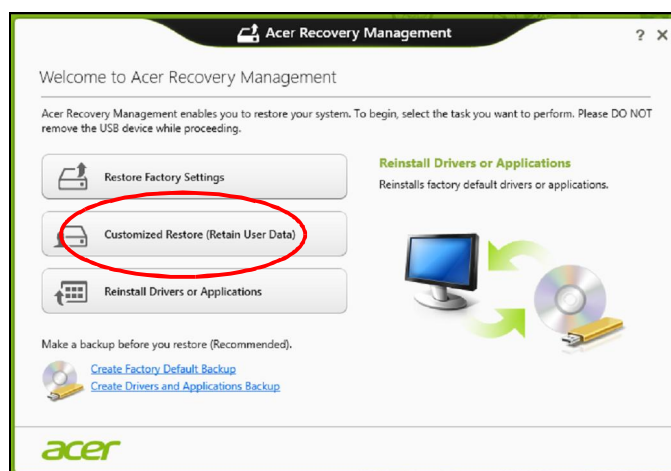 Acer Recovery Management
? X
Welcome to Acer Recovery Management
Acer Recovery Management enables you to restore your system. To begin, select the task you want to perform. Please DO NOT
remove the USB device while proceeding.
Restore Factory Settings
Customized Restore (Retain User Data)
Reinstall Drivers or Applications
Reinstall Drivers or Applications
Reinstalls factory default drivers or applications.
Make a backup before you restore (Recommended).
Create Factory Default Backup
Create Drivers and Applications Backup
acer